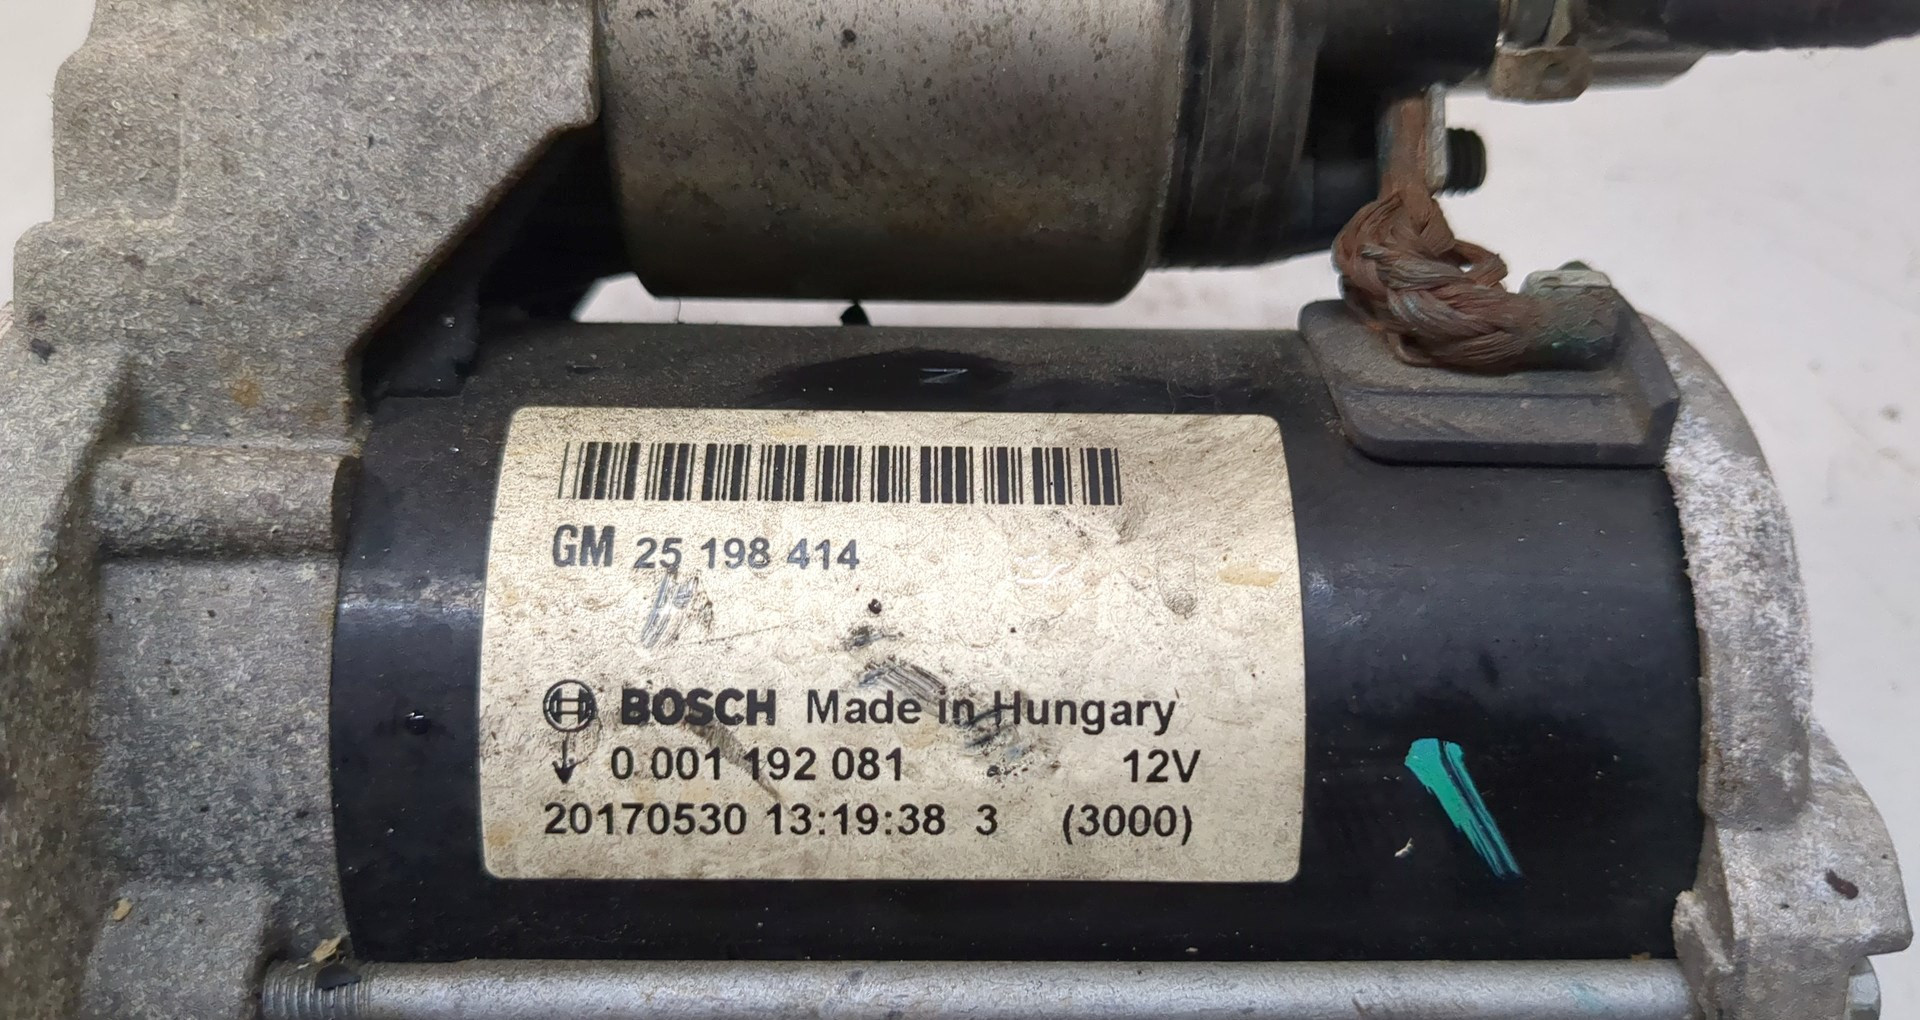 GM 25 198 414
BOSCH Made in Hungary
0 001 192 081 12V
20170530 13:19:38 3 (3000)